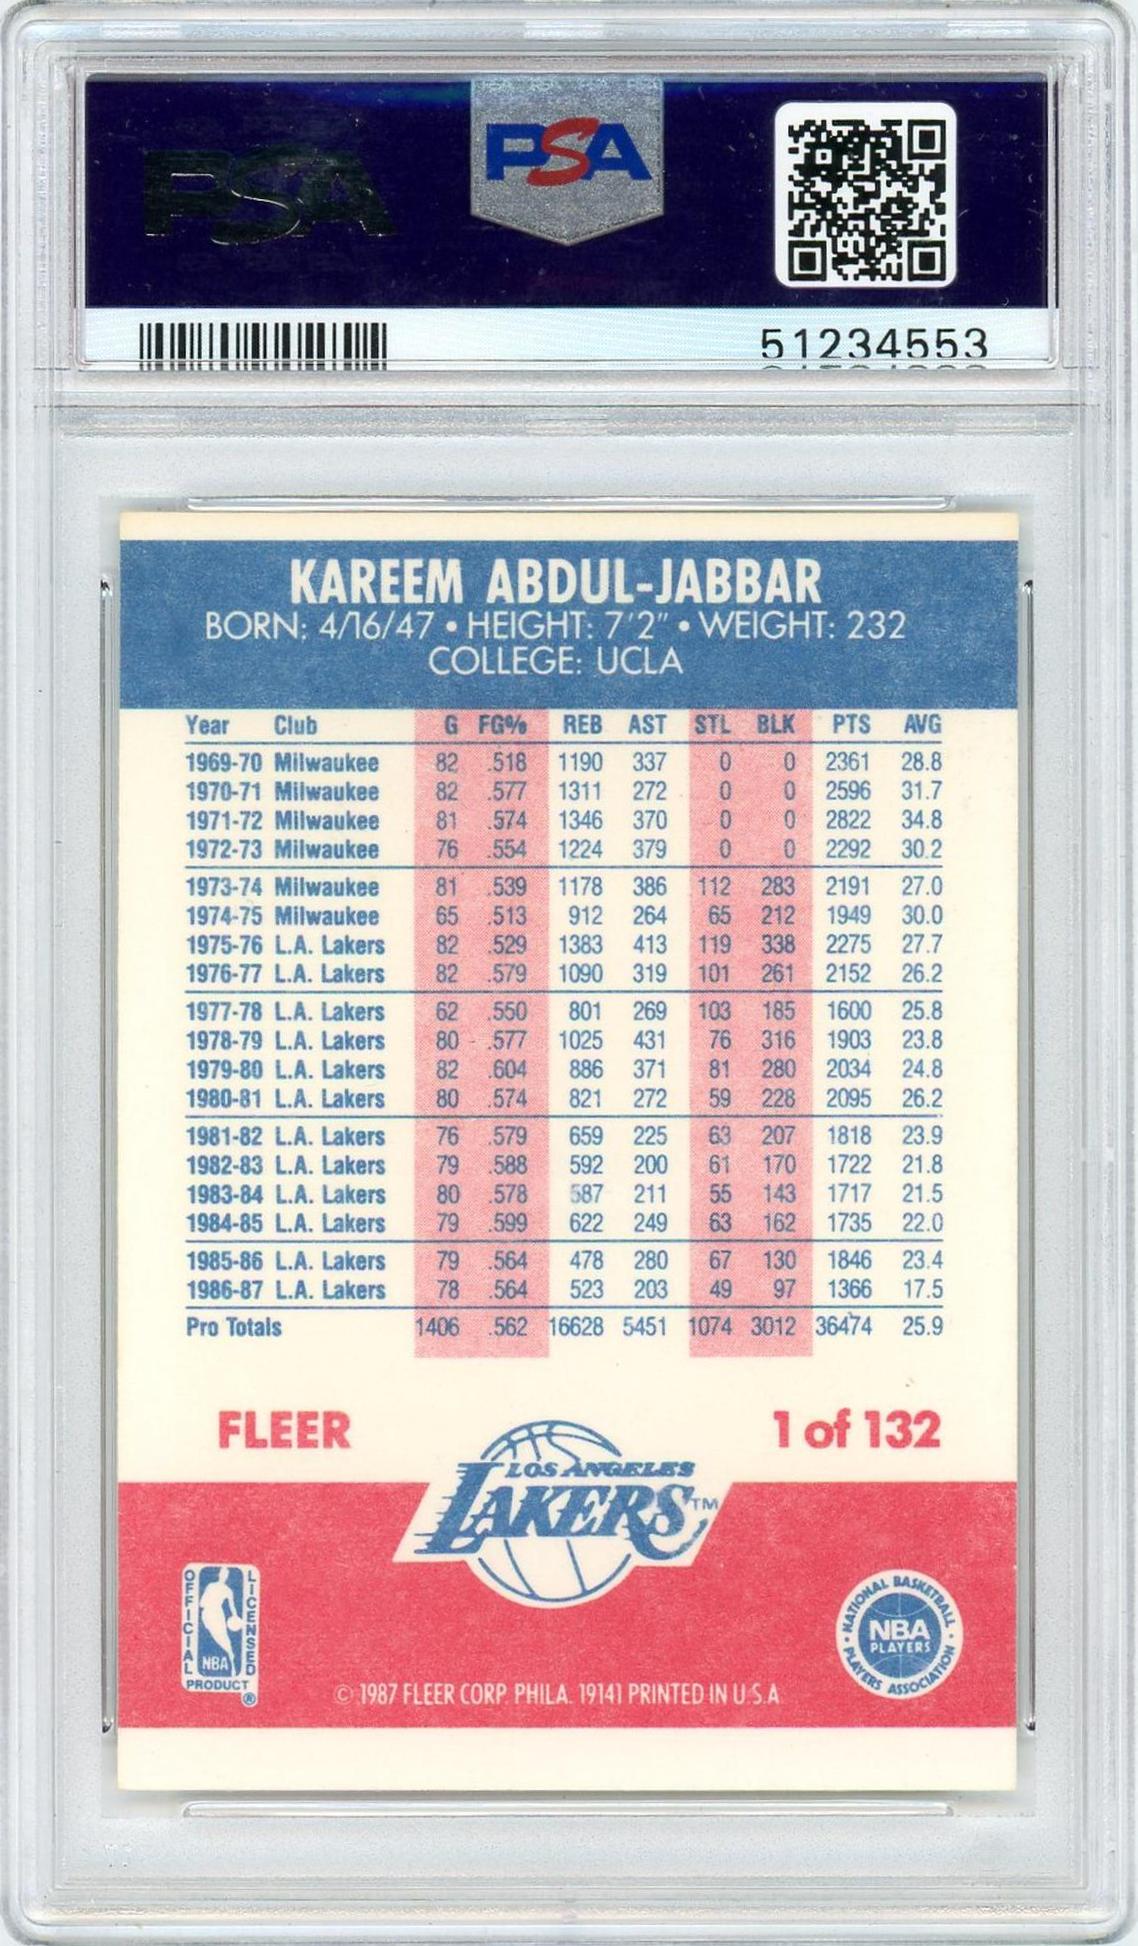 PSA
PSA
51234553
KAREEM ABDUL-JABBAR
BORN: 4/16/47 • HEIGHT: 7'2" • WEIGHT: 232
COLLEGE: UCLA
Year Club G FG% REB AST STL BLK PTS AVG
1969-70 Milwaukee 82 .518 1190 337 0 0 2361 28.8
1970-71 Milwaukee 82 .577 1311 272 0 0 2596 31.7
1971-72 Milwaukee 81 .574 1346 370 0 0 2822 34.8
1972-73 Milwaukee 76 .554 1224 379 0 0 2292 30.2
1973-74 Milwaukee 81 .539 1178 386 112 283 2191 27.0
1974-75 Milwaukee 65 .513 912 264 65 212 1949 30.0
1975-76 L.A. Lakers 82 .529 1383 413 119 338 2275 27.7
1976-77 L.A. Lakers 82 .579 1090 319 101 261 2152 26.2
1977-78 L.A. Lakers 62 .550 801 269 103 185 1600 25.8
1978-79 L.A. Lakers 80 .577 1025 431 76 316 1903 23.8
1979-80 L.A. Lakers 82 .604 886 371 81 280 2034 24.8
1980-81 L.A. Lakers 80 .574 821 272 59 228 2095 26.2
1981-82 L.A. Lakers 76 .579 659 225 63 207 1818 23.9
1982-83 L.A. Lakers 79 .588 592 200 61 170 1722 21.8
1983-84 L.A. Lakers 80 .578 587 211 55 143 1717 21.5
1984-85 L.A. Lakers 79 .599 622 249 63 162 1735 22.0
1985-86 L.A. Lakers 79 .564 478 280 67 130 1846 23.4
1986-87 L.A. Lakers 78 .564 523 203 49 97 1366 17.5
Pro Totals 1406 .562 16628 5451 1074 3012 36474 25.9
FLEER
1 of 132
LOS ANGELES
LAKERS™
OFFICIAL LICENSED
NBA
PRODUCT ®
NATIONAL BASKETBALL
NBA
PLAYERS
PLAYERS ASSOCIATION
© 1987 FLEER CORP. PHILA. 19141 PRINTED IN U.S.A